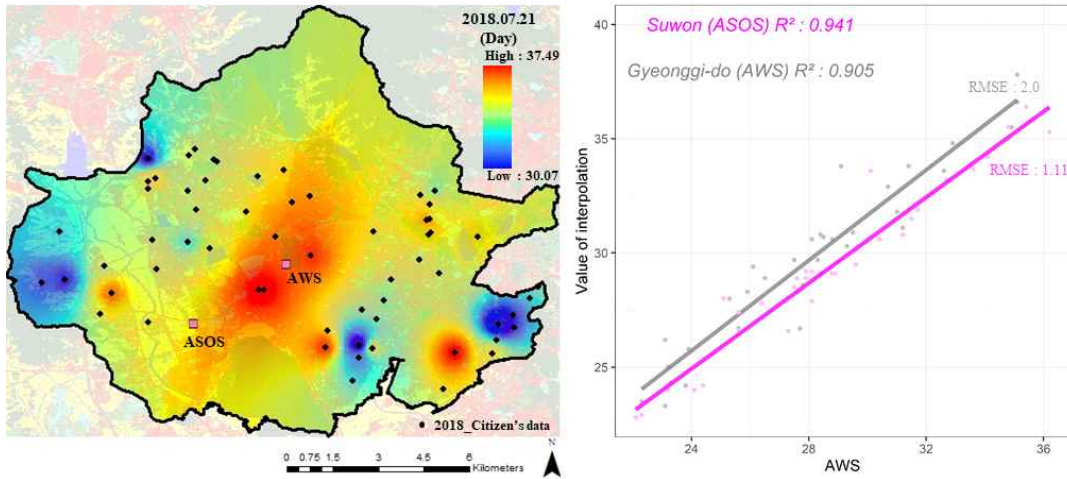 2018.07.21
(Day)
High : 37.49
Low : 30.07
AWS
ASOS
2018_Citizen's data
0 0.75 1.5 3 4.5 6
Kilometers
N
Suwon (ASOS) R² : 0.941
Gyeonggi-do (AWS) R² : 0.905
RMSE : 2.0
RMSE : 1.11
Value of interpolation
40
35
30
25
24 28 32 36
AWS